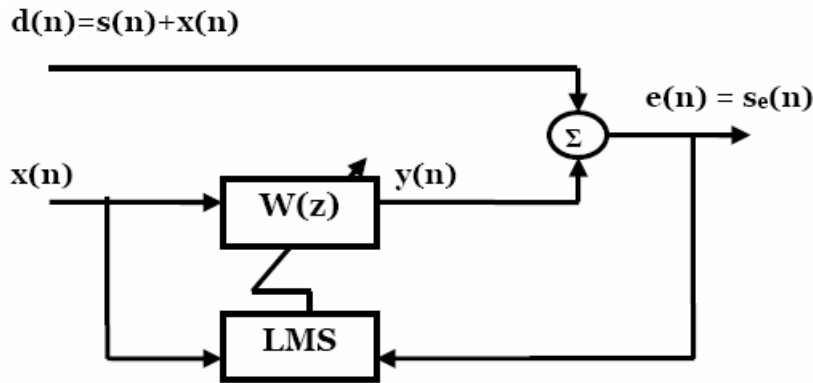 d(n)=s(n)+x(n)
e(n) = sₑ(n)
Σ
x(n)
y(n)
W(z)
LMS